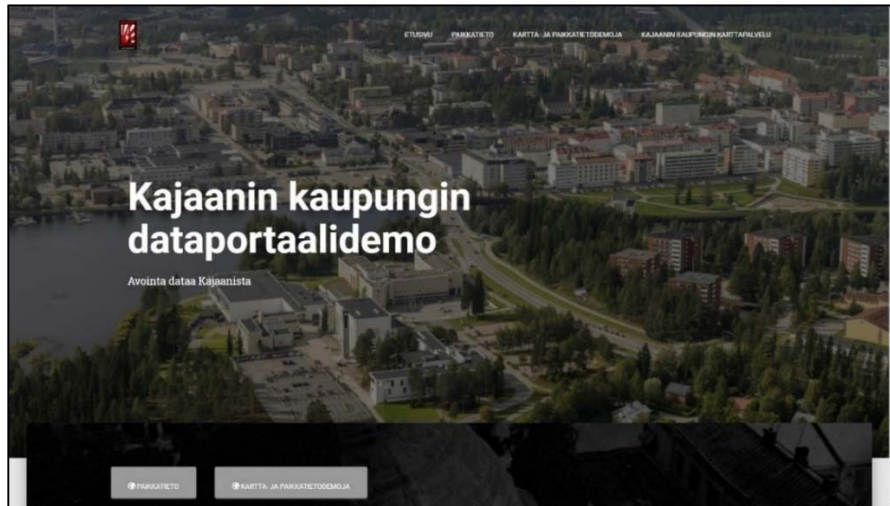 ETUSIVU PAIKKATIETO KARTTA- JA PAIKKATIETODEMOJA KAJAANIN KAUPUNGIN KARTTAPALVELU
Kajaanin kaupungin
dataportaalidemo
Avointa dataa Kajaanista
PAIKKATIETO KARTTA- JA PAIKKATIETODEMOJA